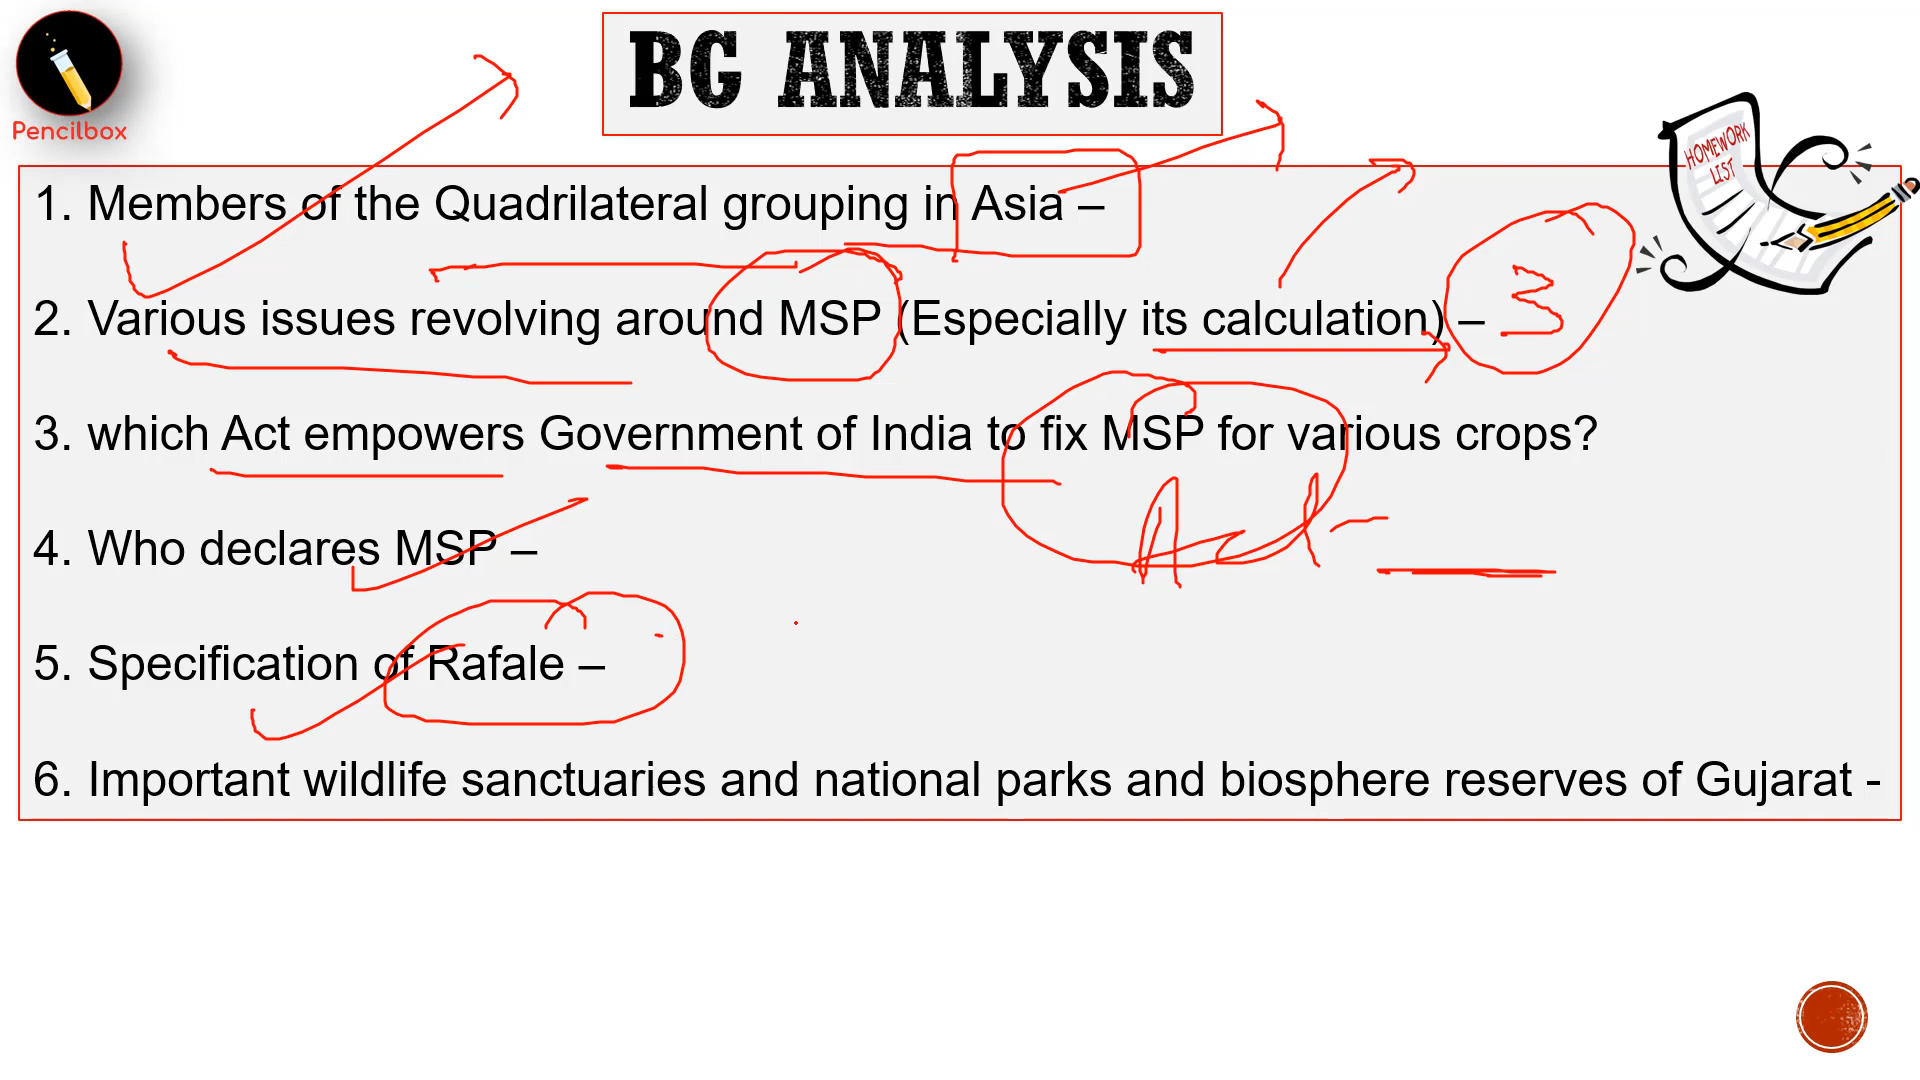 BG ANALYSIS
Pencilbox
HOMEWORK
LIST
1. Members of the Quadrilateral grouping in Asia –
2. Various issues revolving around MSP (Especially its calculation) – 3
3. which Act empowers Government of India to fix MSP for various crops?
Act –
4. Who declares MSP –
5. Specification of Rafale –
6. Important wildlife sanctuaries and national parks and biosphere reserves of Gujarat -